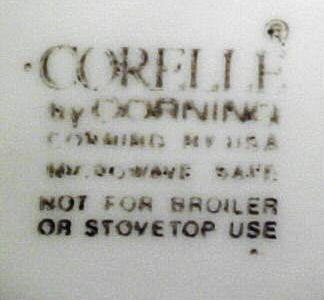 ®
CORELLE
by CORNING
CORNING NY USA
MICROWAVE SAFE
NOT FOR BROILER
OR STOVETOP USE